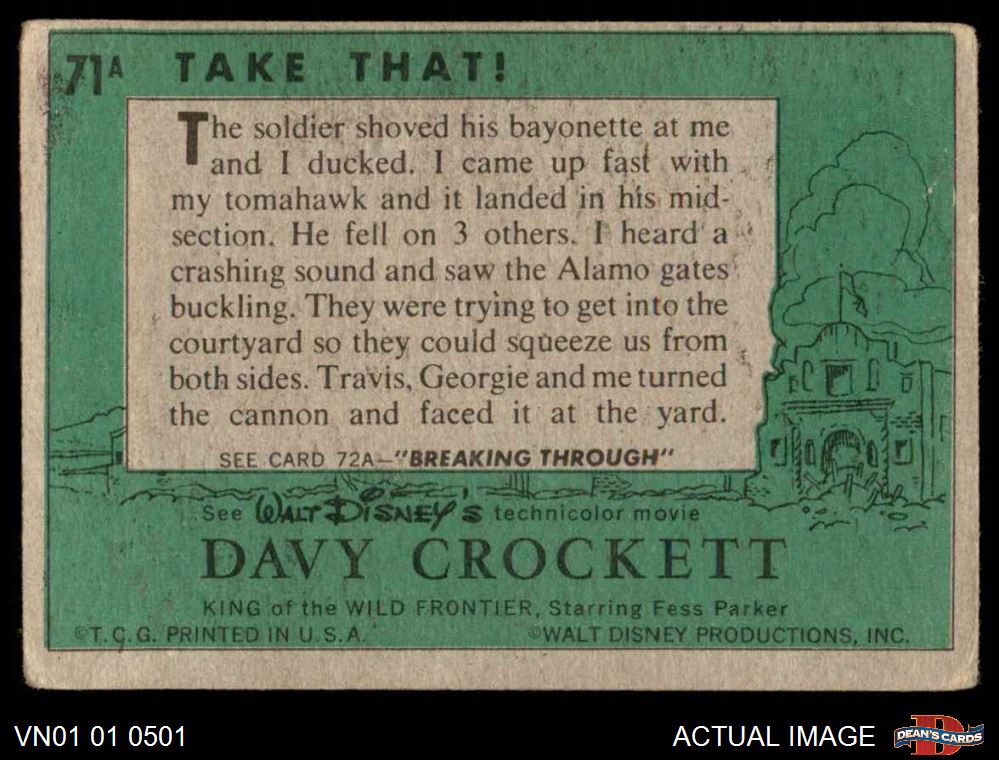 71A TAKE THAT!
The soldier shoved his bayonette at me
and I ducked. I came up fast with
my tomahawk and it landed in his mid-
section. He fell on 3 others. I heard a
crashing sound and saw the Alamo gates
buckling. They were trying to get into the
courtyard so they could squeeze us from
both sides. Travis, Georgie and me turned
the cannon and faced it at the yard.
SEE CARD 72A—"BREAKING THROUGH"
See WALT DISNEY'S technicolor movie
DAVY CROCKETT
KING of the WILD FRONTIER, Starring Fess Parker
©T.C.G. PRINTED IN U.S.A. ©WALT DISNEY PRODUCTIONS, INC.
VN01 01 0501 ACTUAL IMAGE DEAN'S CARDS